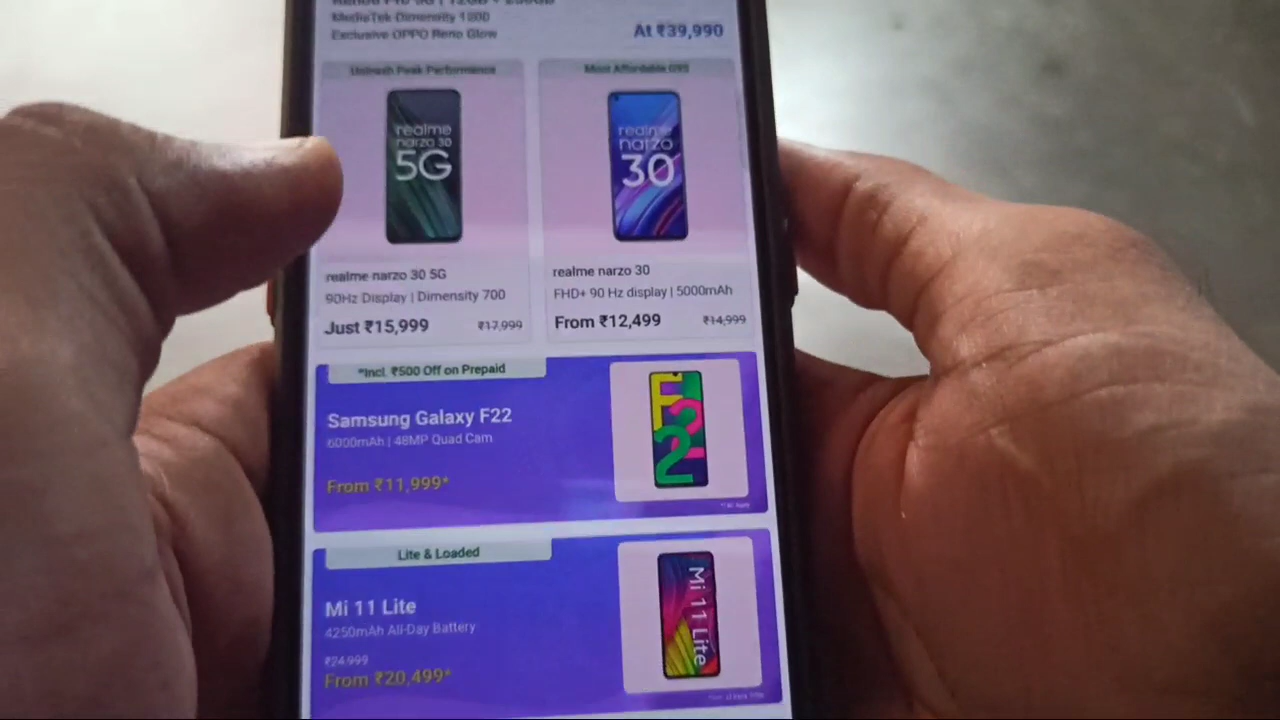 MediaTek Dimensity 1200
Exclusive OPPO Reno Glow
At ₹39,990
Unleash Peak Performance
Most Affordable G95
realme
narzo 30
5G
realme
narzo
30
realme narzo 30 5G
90Hz Display | Dimensity 700
Just ₹15,999 ₹17,999
realme narzo 30
FHD+ 90 Hz display | 5000mAh
From ₹12,499 ₹14,999
*Incl. ₹500 Off on Prepaid
Samsung Galaxy F22
6000mAh | 48MP Quad Cam
From ₹11,999*
F
22
Lite & Loaded
Mi 11 Lite
4250mAh All-Day Battery
₹24,999
From ₹20,499*
Mi 11 Lite